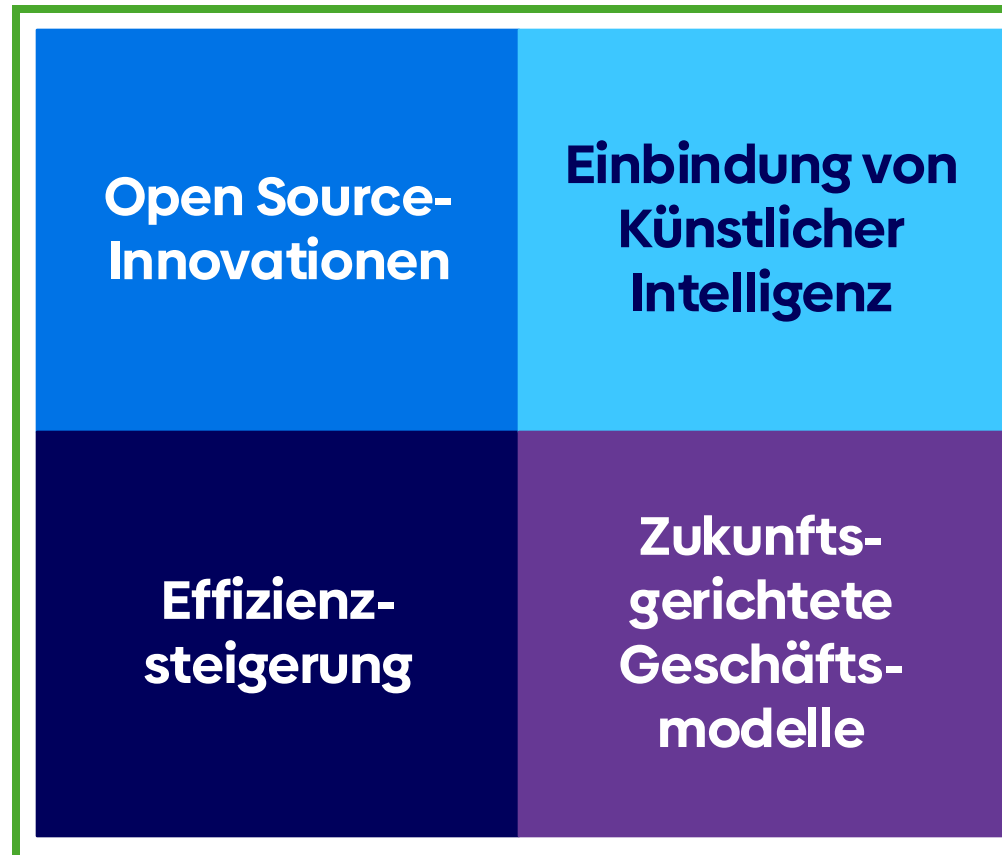 Open Source-
Innovationen
Einbindung von
Künstlicher
Intelligenz
Effizienz-
steigerung
Zukunfts-
gerichtete
Geschäfts-
modelle